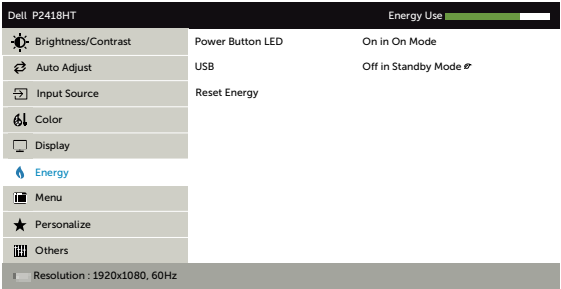 Dell P2418HT Energy Use
Brightness/Contrast Power Button LED On in On Mode
Auto Adjust USB Off in Standby Mode
Input Source Reset Energy
Color
Display
Energy
Menu
Personalize
Others
Resolution : 1920x1080, 60Hz